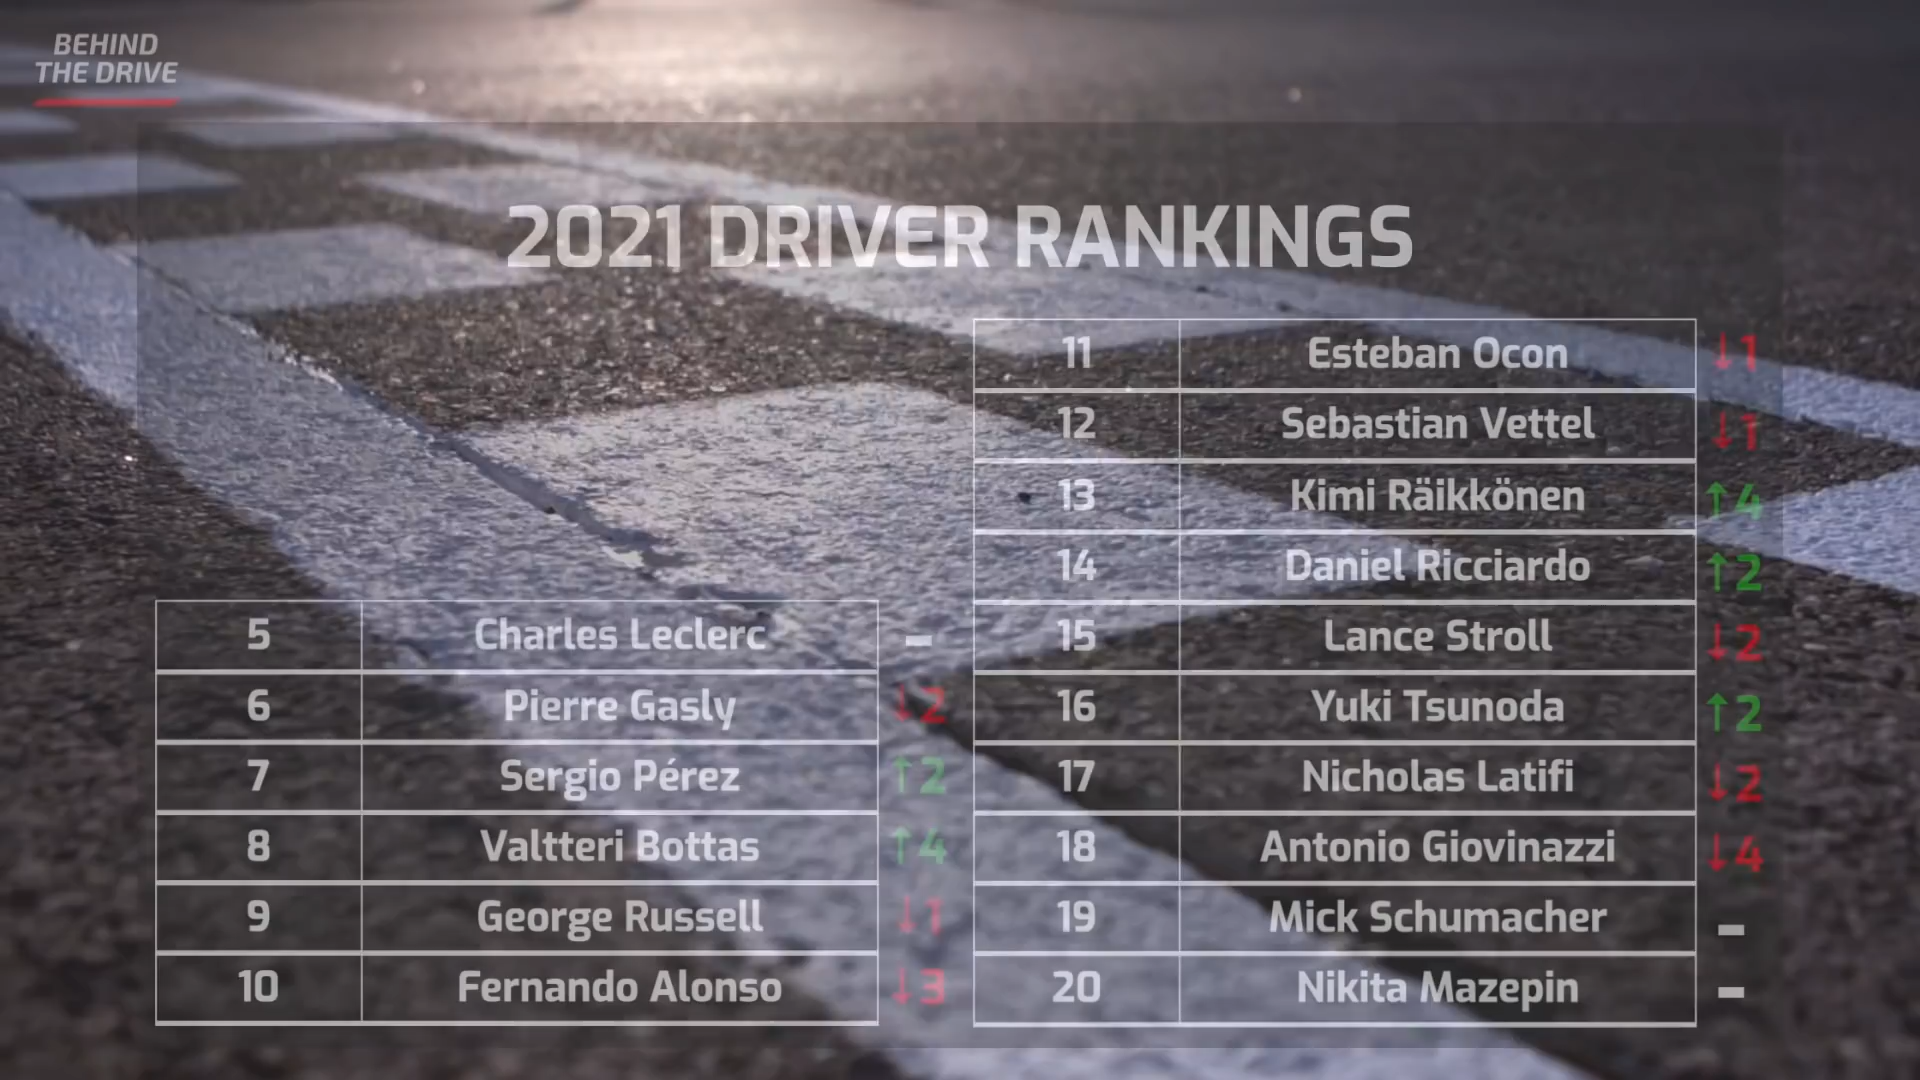 BEHIND
THE DRIVE
2021 DRIVER RANKINGS
5 Charles Leclerc -
6 Pierre Gasly ↓2
7 Sergio Pérez ↑2
8 Valtteri Bottas ↑4
9 George Russell ↓1
10 Fernando Alonso ↓3
11 Esteban Ocon ↓1
12 Sebastian Vettel ↓1
13 Kimi Räikkönen ↑4
14 Daniel Ricciardo ↑2
15 Lance Stroll ↓2
16 Yuki Tsunoda ↑2
17 Nicholas Latifi ↓2
18 Antonio Giovinazzi ↓4
19 Mick Schumacher -
20 Nikita Mazepin -